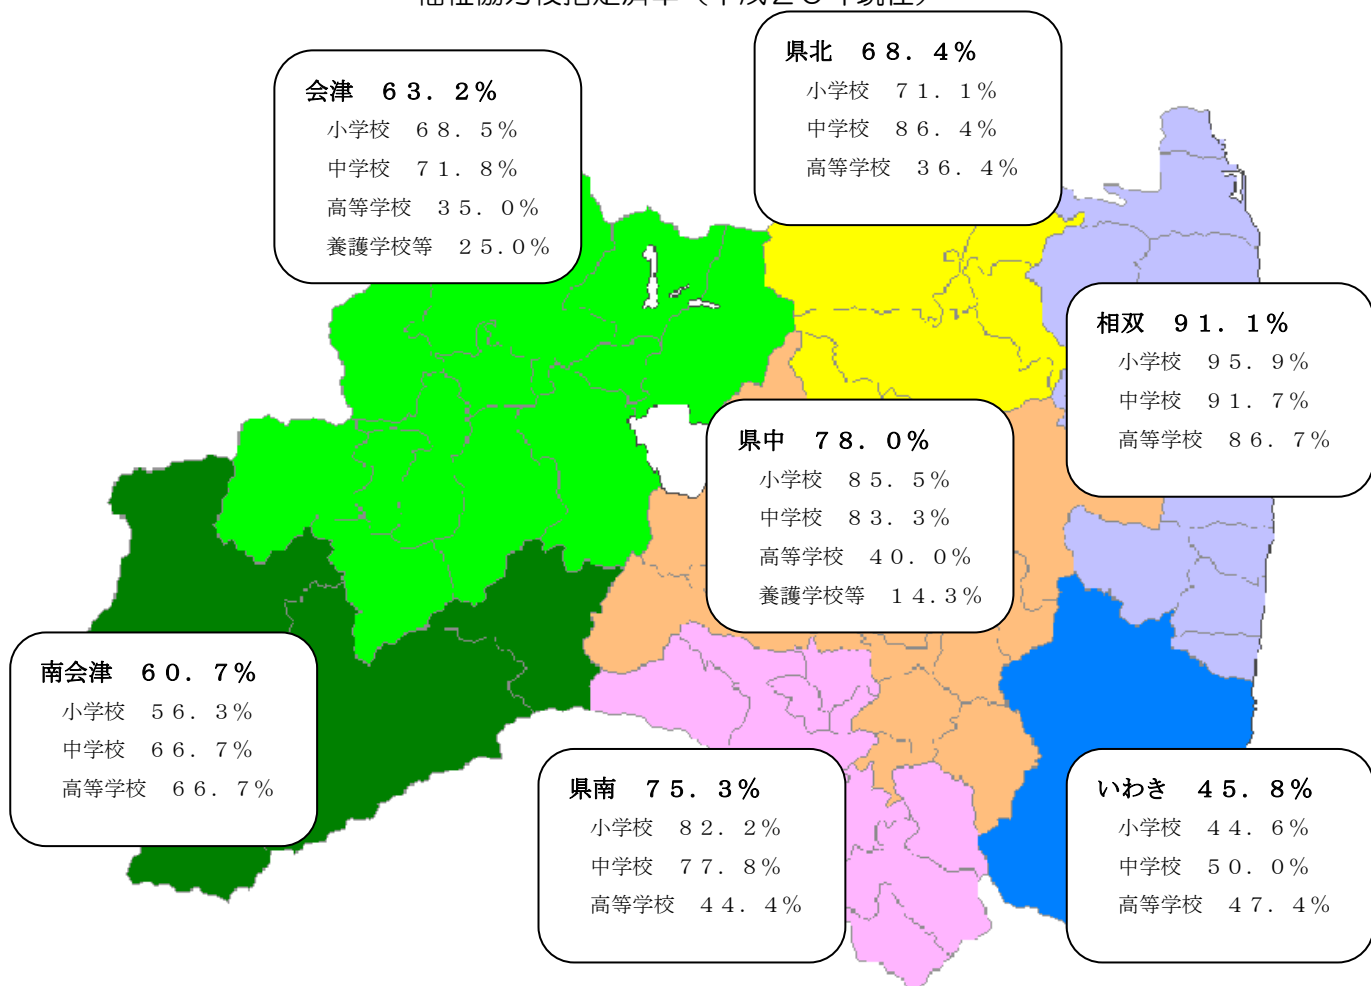 会津　６３．２％
小学校　６８．５％
中学校　７１．８％
高等学校　３５．０％
養護学校等　２５.０％
県北　６８．４％
小学校　７１．１％
中学校　８６．４％
高等学校　３６．４％
相双　９１．１％
小学校　９５．９％
中学校　９１．７％
高等学校　８６．７％
県中　７８．０％
小学校　８５．５％
中学校　８３．３％
高等学校　４０．０％
養護学校等　１４.３％
南会津　６０．７％
小学校　５６．３％
中学校　６６．７％
高等学校　６６．７％
県南　７５．３％
小学校　８２．２％
中学校　７７．８％
高等学校　４４．４％
いわき　４５．８％
小学校　４４．６％
中学校　５０．０％
高等学校　４７．４％